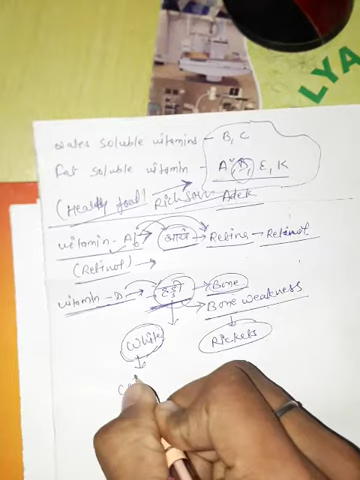 LYA
water soluble vitamins — B, C
Fat soluble vitamin A, D, E, K
(Healthy food) → Rich source Adek
vitamin - A → आंख → Retina — Retinol
(Retinol) →
vitamin - D → हड्डी → Bone
Bone weakness
White Rickets